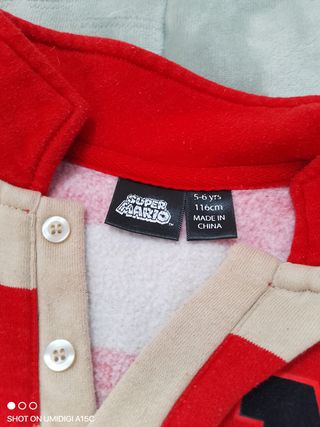 SUPER
MARIO
5-6 yrs
116cm
MADE IN
CHINA
SHOT ON UMIDIGI A15C